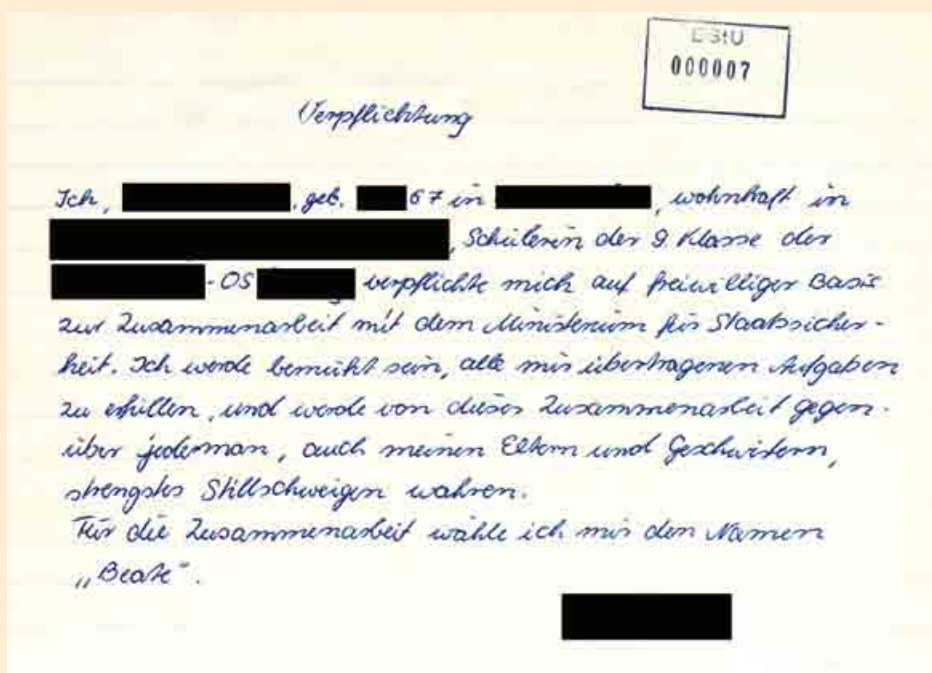 BStU
000007
Verpflichtung
Ich, , geb. 67 in , wohnhaft in
, Schülerin der 9. Klasse der
-OS verpflichte mich auf freiwilliger Basis
zur Zusammenarbeit mit dem Ministerium für Staatssicher-
heit. Ich werde bemüht sein, alle mir übertragenen Aufgaben
zu erfüllen, und werde von dieser Zusammenarbeit gegen-
über jederman, auch meinen Eltern und Geschwistern,
strengstes Stillschweigen wahren.
Für die Zusammenarbeit wähle ich mir den Namen
„Beate".